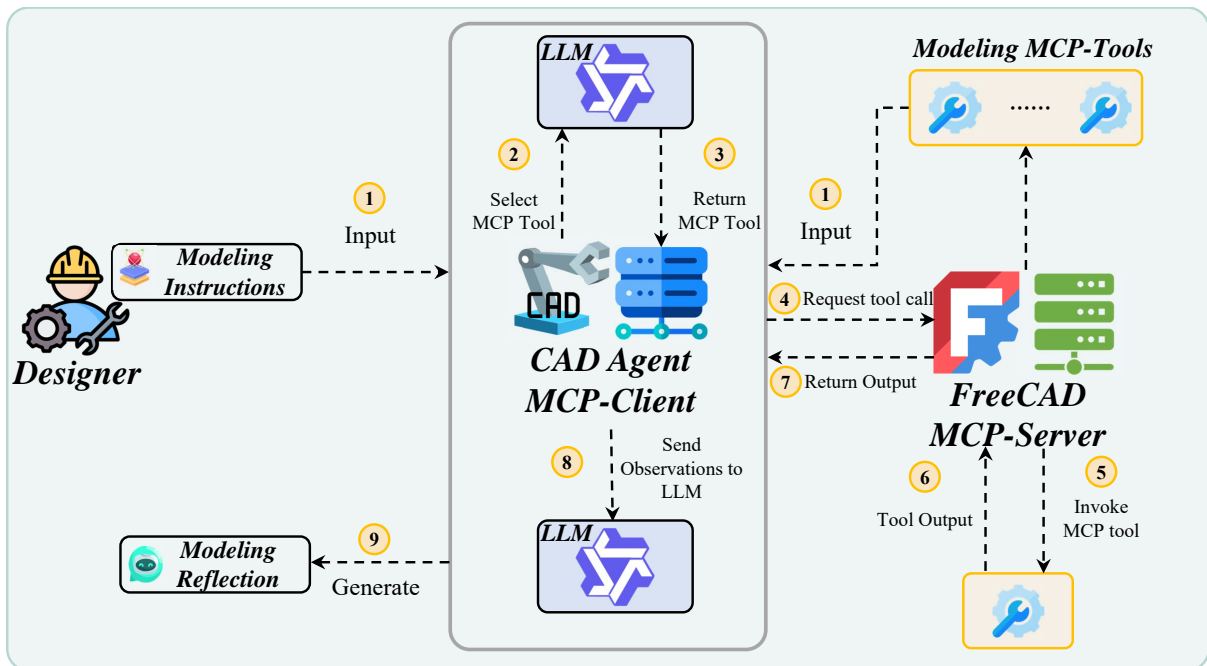 LLM
Modeling MCP-Tools
......
2
Select
MCP Tool
3
Return
MCP Tool
1
Input
1
Input
Modeling
Instructions
Designer
CAD
CAD Agent
MCP-Client
4
Request tool call
7
Return Output
F
FreeCAD
MCP-Server
8
Send
Observations to
LLM
6
Tool Output
5
Invoke
MCP tool
LLM
9
Generate
Modeling
Reflection